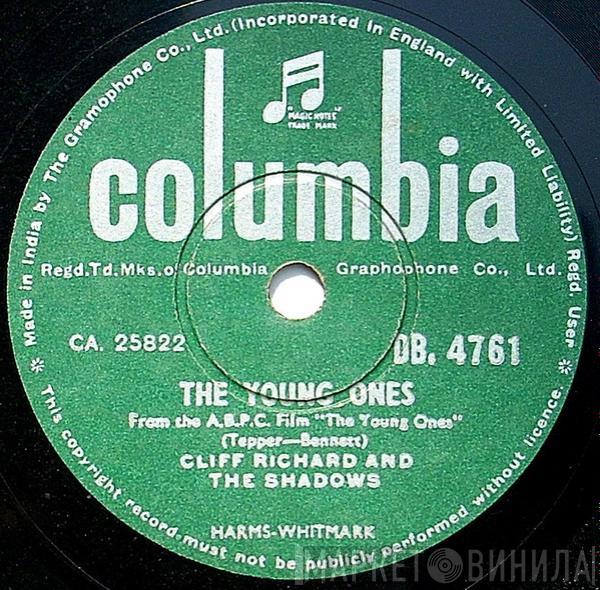 Made in India by The Gramophone Co., Ltd. (Incorporated in England with Limited Liability) Regd. User
"MAGIC NOTES"
TRADE MARK
columbia
Regd.Td.Mks.of Columbia Graphophone Co., Ltd.
CA. 25822
DB. 4761
THE YOUNG ONES
From the A.B.P.C. Film "The Young Ones"
(Tepper—Bennett)
CLIFF RICHARD AND
THE SHADOWS
HARMS-WHITMARK
This copyright record must not be publicly performed without licence.
МАРКЕТ ВИНИЛА